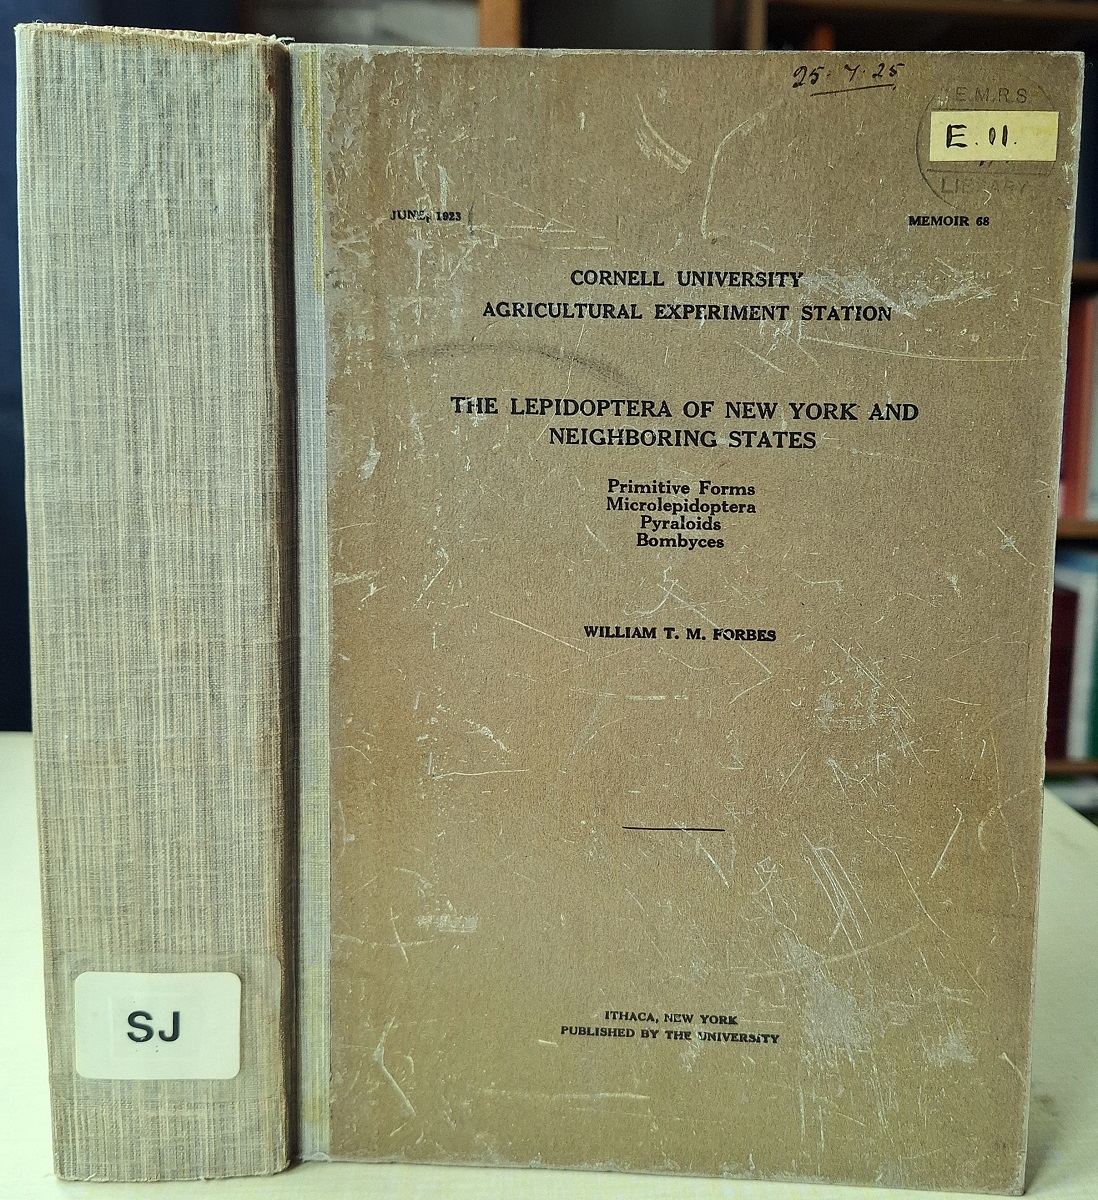 25.7.25
E.M.R.S
E.11.
LIBRARY
JUNE, 1923
MEMOIR 68
CORNELL UNIVERSITY
AGRICULTURAL EXPERIMENT STATION
THE LEPIDOPTERA OF NEW YORK AND
NEIGHBORING STATES
Primitive Forms
Microlepidoptera
Pyraloids
Bombyces
WILLIAM T. M. FORBES
ITHACA, NEW YORK
PUBLISHED BY THE UNIVERSITY
SJ